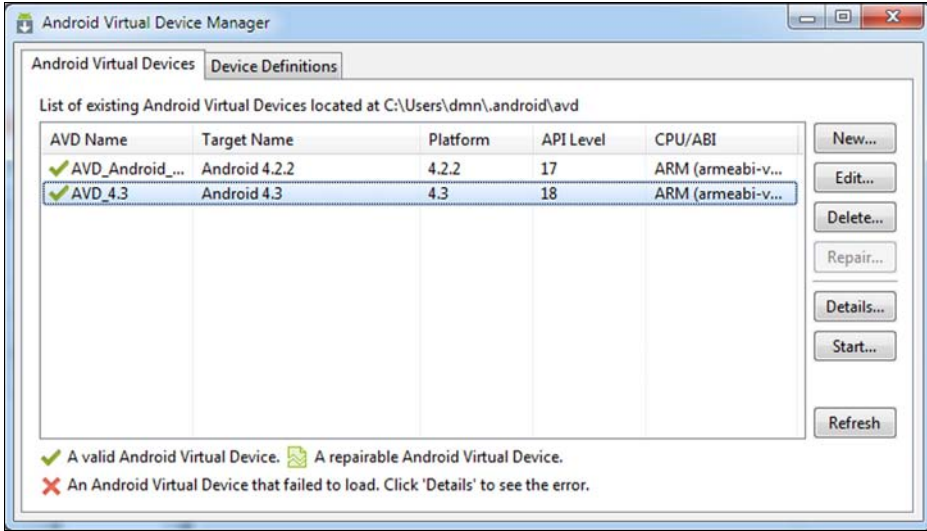 Android Virtual Device Manager
Android Virtual Devices
Device Definitions
List of existing Android Virtual Devices located at C:\Users\dmn\.android\avd
AVD Name Target Name Platform API Level CPU/ABI
AVD_Android_... Android 4.2.2 4.2.2 17 ARM (armeabi-v...
AVD_4.3 Android 4.3 4.3 18 ARM (armeabi-v...
New...
Edit...
Delete...
Repair...
Details...
Start...
Refresh
A valid Android Virtual Device. A repairable Android Virtual Device.
An Android Virtual Device that failed to load. Click 'Details' to see the error.